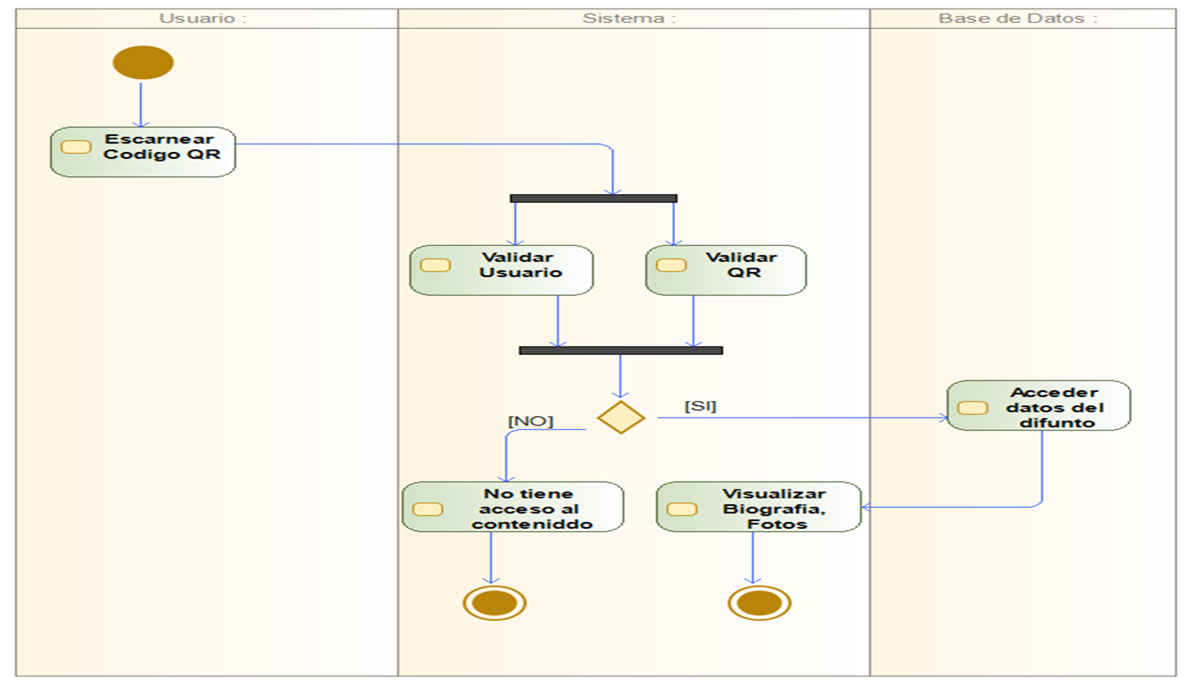 Usuario :
Sistema :
Base de Datos :
Escarnear
Codigo QR
Validar
Usuario
Validar
QR
[SI]
[NO]
Acceder
datos del
difunto
No tiene
acceso al
conteniddo
Visualizar
Biografia,
Fotos